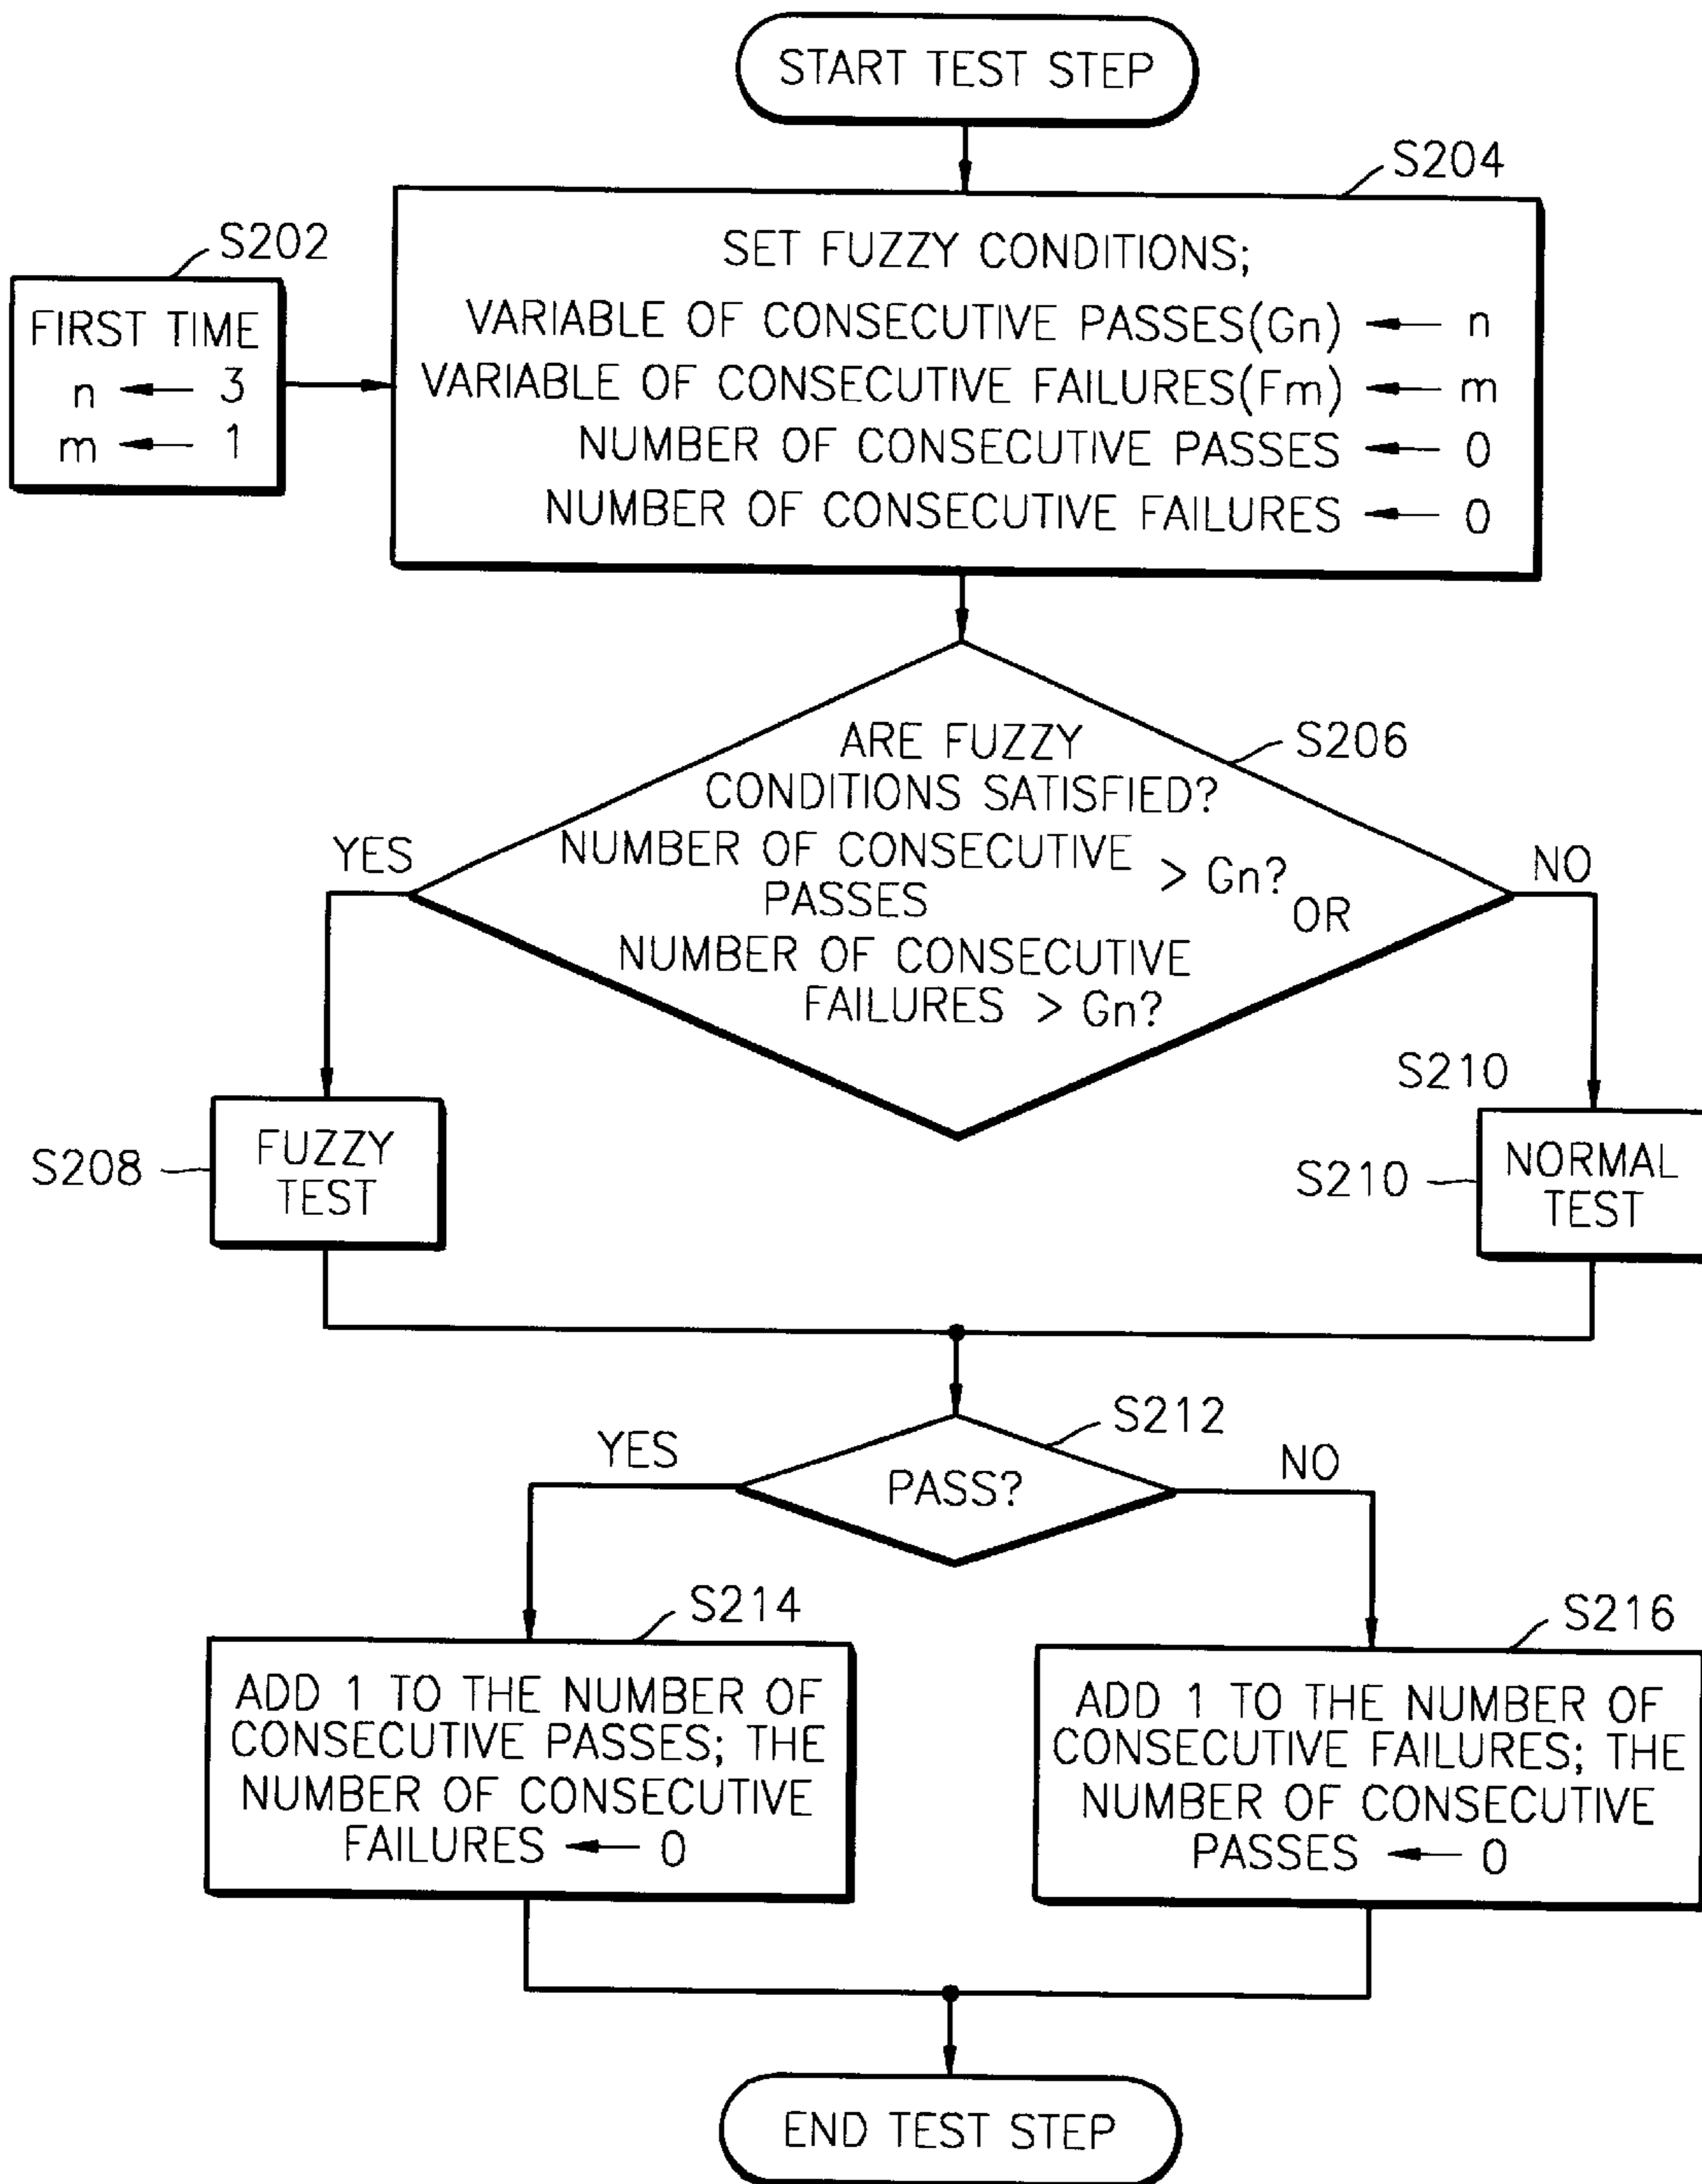 START TEST STEP
S204
S202
FIRST TIME
n ← 3
m ← 1
SET FUZZY CONDITIONS;
VARIABLE OF CONSECUTIVE PASSES(Gn) ← n
VARIABLE OF CONSECUTIVE FAILURES(Fm) ← m
NUMBER OF CONSECUTIVE PASSES ← 0
NUMBER OF CONSECUTIVE FAILURES ← 0
S206
ARE FUZZY
CONDITIONS SATISFIED?
NUMBER OF CONSECUTIVE
PASSES > Gn?
OR
NUMBER OF CONSECUTIVE
FAILURES > Gn?
YES
NO
S208
FUZZY
TEST
S210
S210
NORMAL
TEST
S212
PASS?
YES
NO
S214
ADD 1 TO THE NUMBER OF
CONSECUTIVE PASSES; THE
NUMBER OF CONSECUTIVE
FAILURES ← 0
S216
ADD 1 TO THE NUMBER OF
CONSECUTIVE FAILURES; THE
NUMBER OF CONSECUTIVE
PASSES ← 0
END TEST STEP